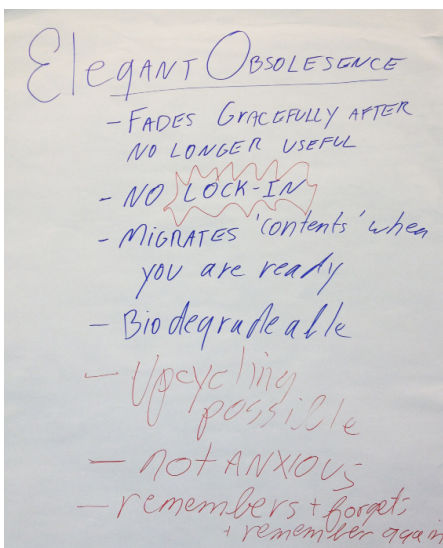 Elegant Obsolesence
- Fades Gracefully after
no longer useful
- No Lock-in
- Migrates 'contents' when
you are ready
- Biodegradeable
- Upcycling
possible
- not ANXIOUS
- remembers + forgets
+ remember again